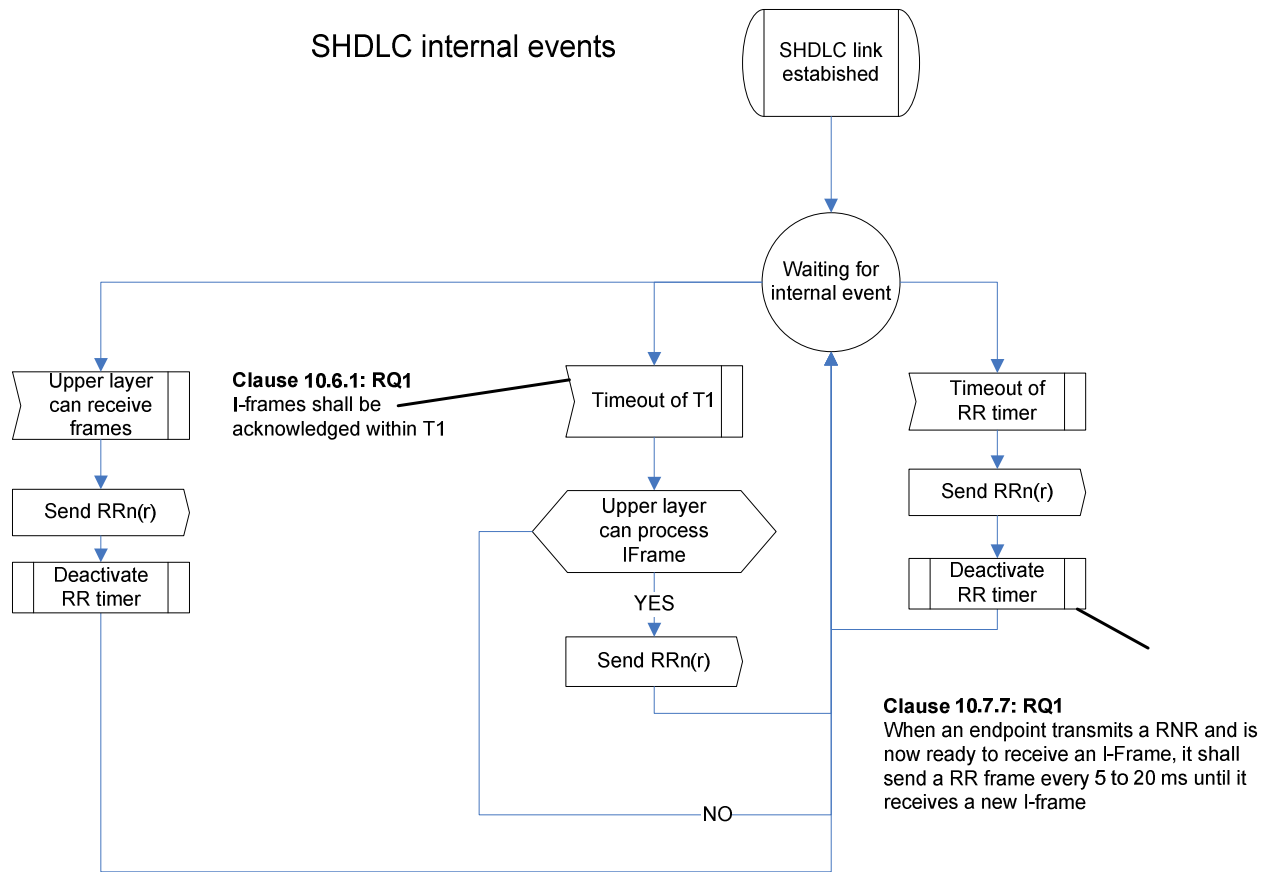 SHDLC internal events
SHDLC link
estabished
Waiting for
internal event
Upper layer
can receive
frames
Send RRn(r)
Deactivate
RR timer
Clause 10.6.1: RQ1
I-frames shall be
acknowledged within T1
Timeout of T1
Upper layer
can process
IFrame
YES
Send RRn(r)
NO
Timeout of
RR timer
Send RRn(r)
Deactivate
RR timer
Clause 10.7.7: RQ1
When an endpoint transmits a RNR and is
now ready to receive an I-Frame, it shall
send a RR frame every 5 to 20 ms until it
receives a new I-frame